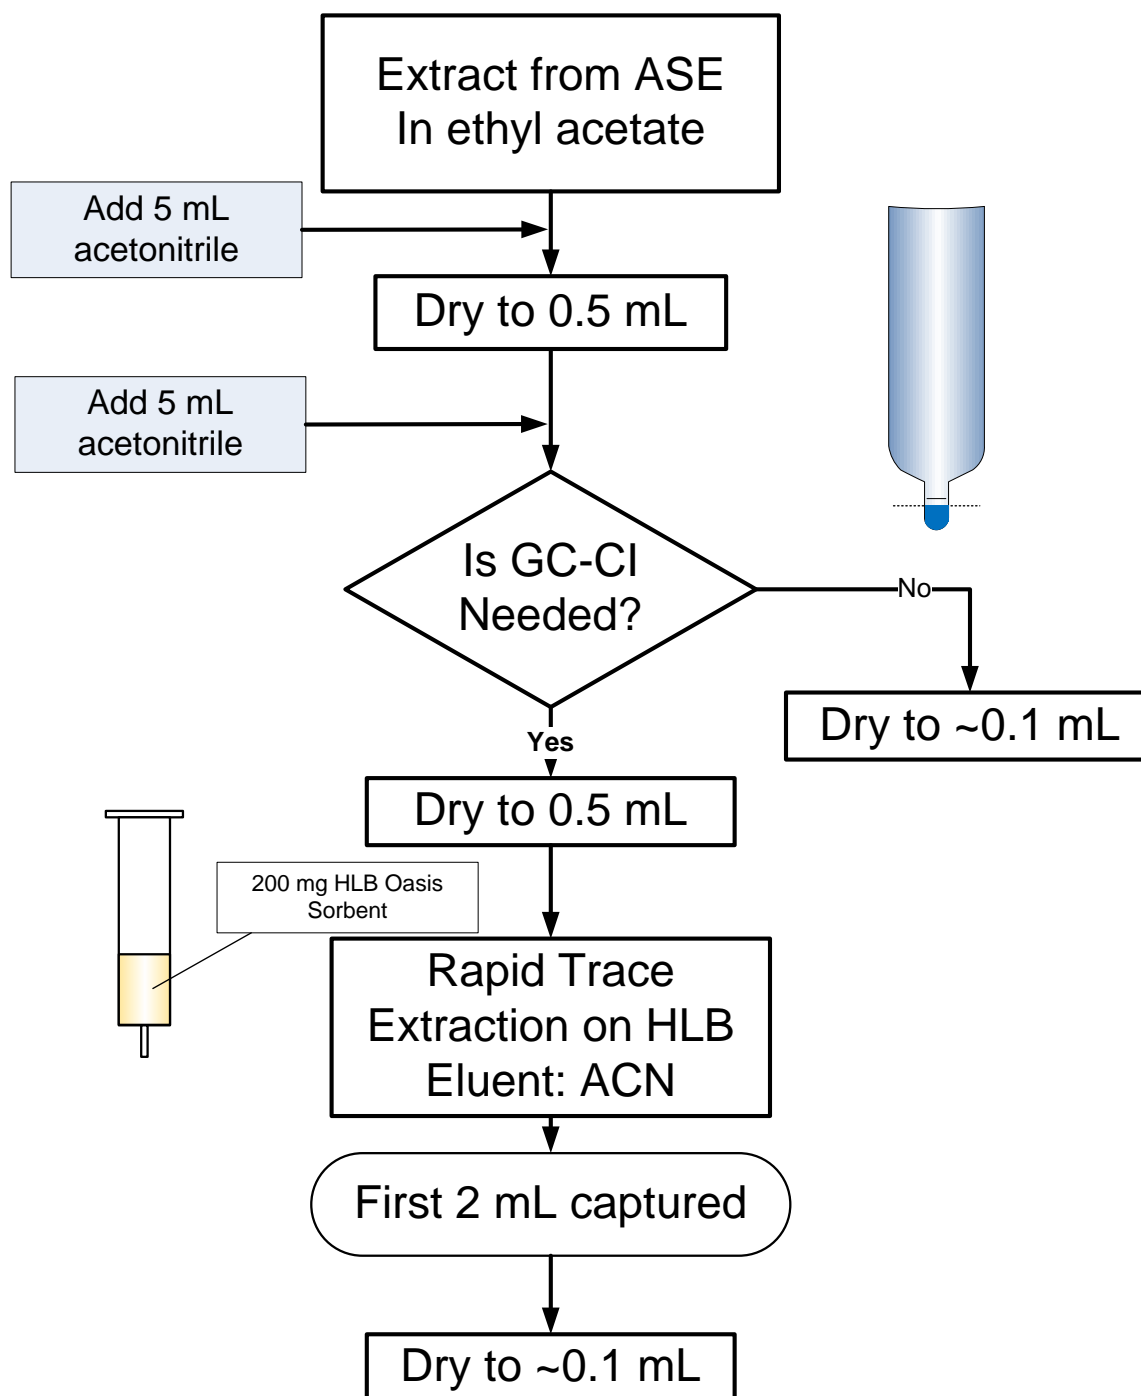 Extract from ASE
In ethyl acetate
Add 5 mL
acetonitrile
Dry to 0.5 mL
Add 5 mL
acetonitrile
Is GC-CI
Needed?
No
Dry to ~0.1 mL
Yes
Dry to 0.5 mL
200 mg HLB Oasis
Sorbent
Rapid Trace
Extraction on HLB
Eluent: ACN
First 2 mL captured
Dry to ~0.1 mL